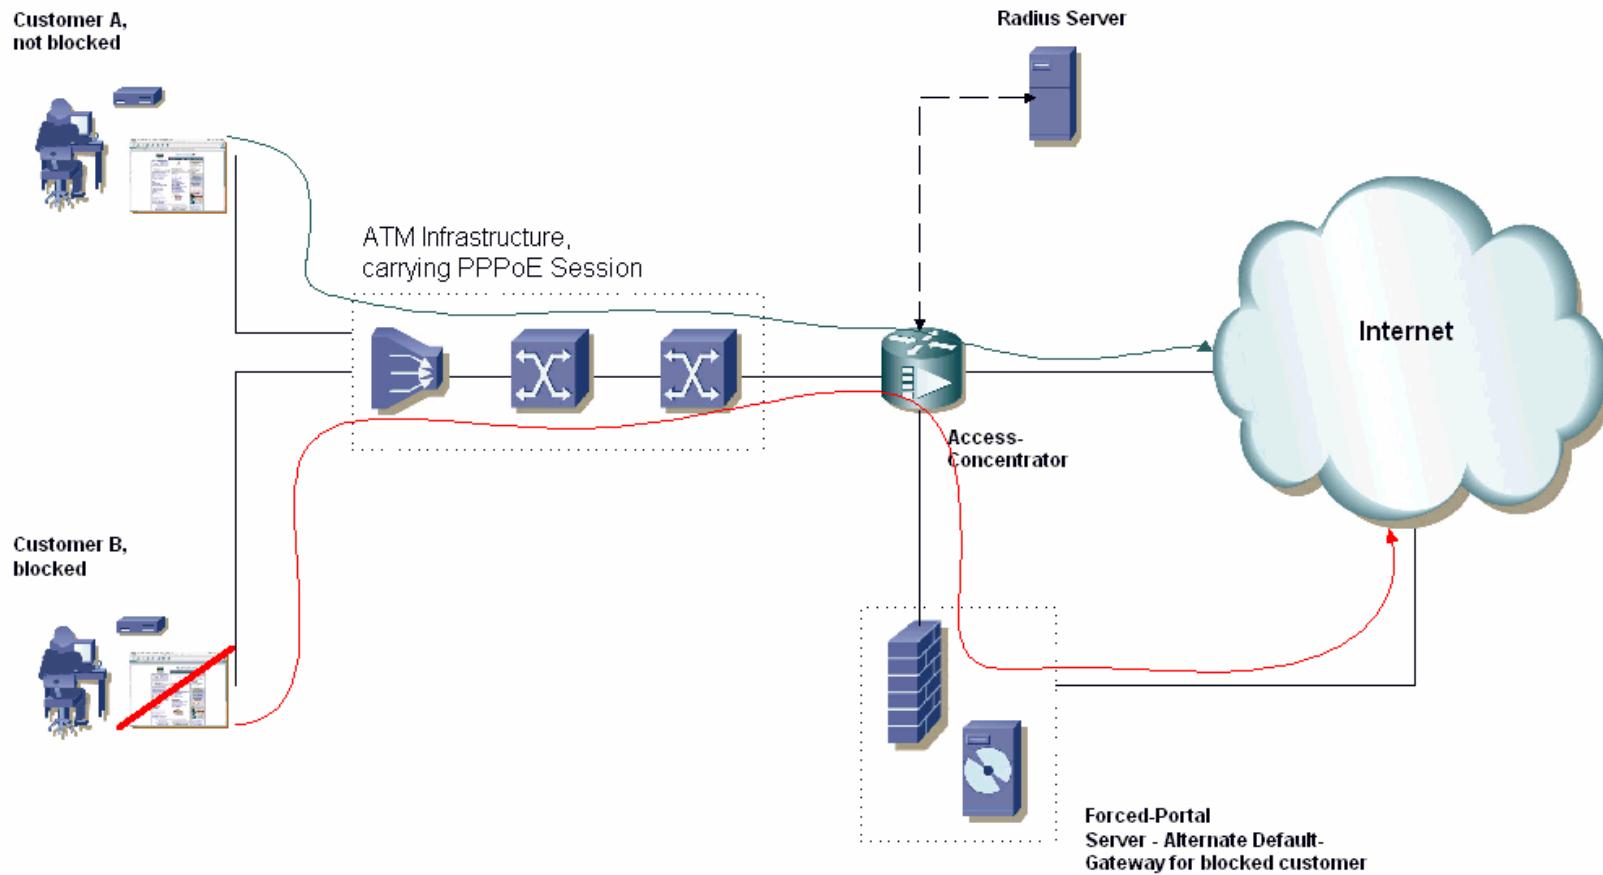 Customer A,
not blocked
Radius Server
ATM Infrastructure,
carrying PPPoE Session
Internet
Access-
Concentrator
Customer B,
blocked
Forced-Portal
Server - Alternate Default-
Gateway for blocked customer